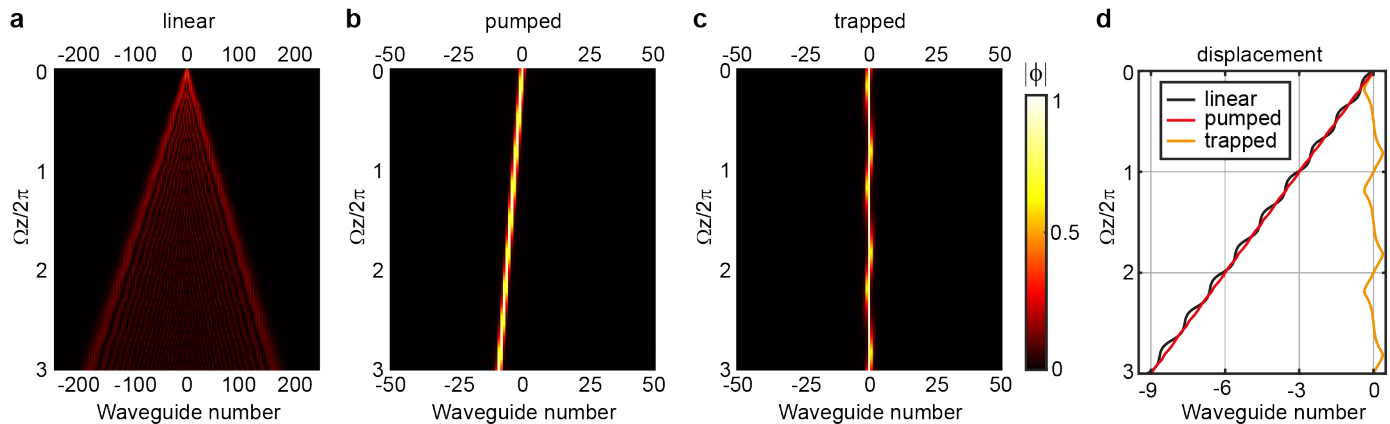 a
linear
-200 -100 0 100 200
0
1
2
3
Ωz/2π
-200 -100 0 100 200
Waveguide number
b
pumped
-50 -25 0 25 50
0
1
2
3
Ωz/2π
-50 -25 0 25 50
Waveguide number
c
trapped
-50 -25 0 25 50
0
1
2
3
Ωz/2π
-50 -25 0 25 50
Waveguide number
|ϕ|
1
0.5
0
d
displacement
0
1
2
3
Ωz/2π
linear
pumped
trapped
-9 -6 -3 0
Waveguide number